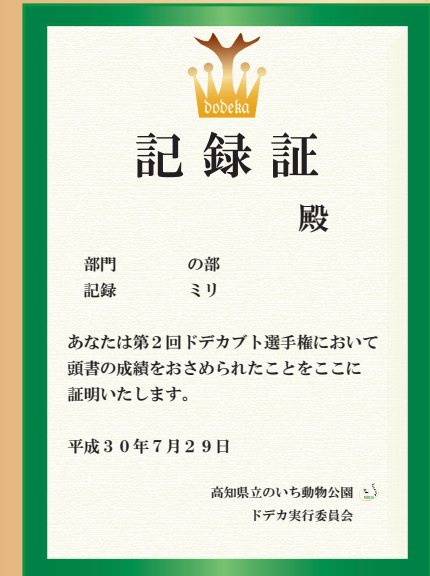 dodeka
記録証
殿
部門 の部
記録 ミリ
あなたは第２回ドデカブト選手権において
頭書の成績をおさめられたことをここに
証明いたします。
平成３０年７月２９日
高知県立のいち動物公園
ドデカ実行委員会